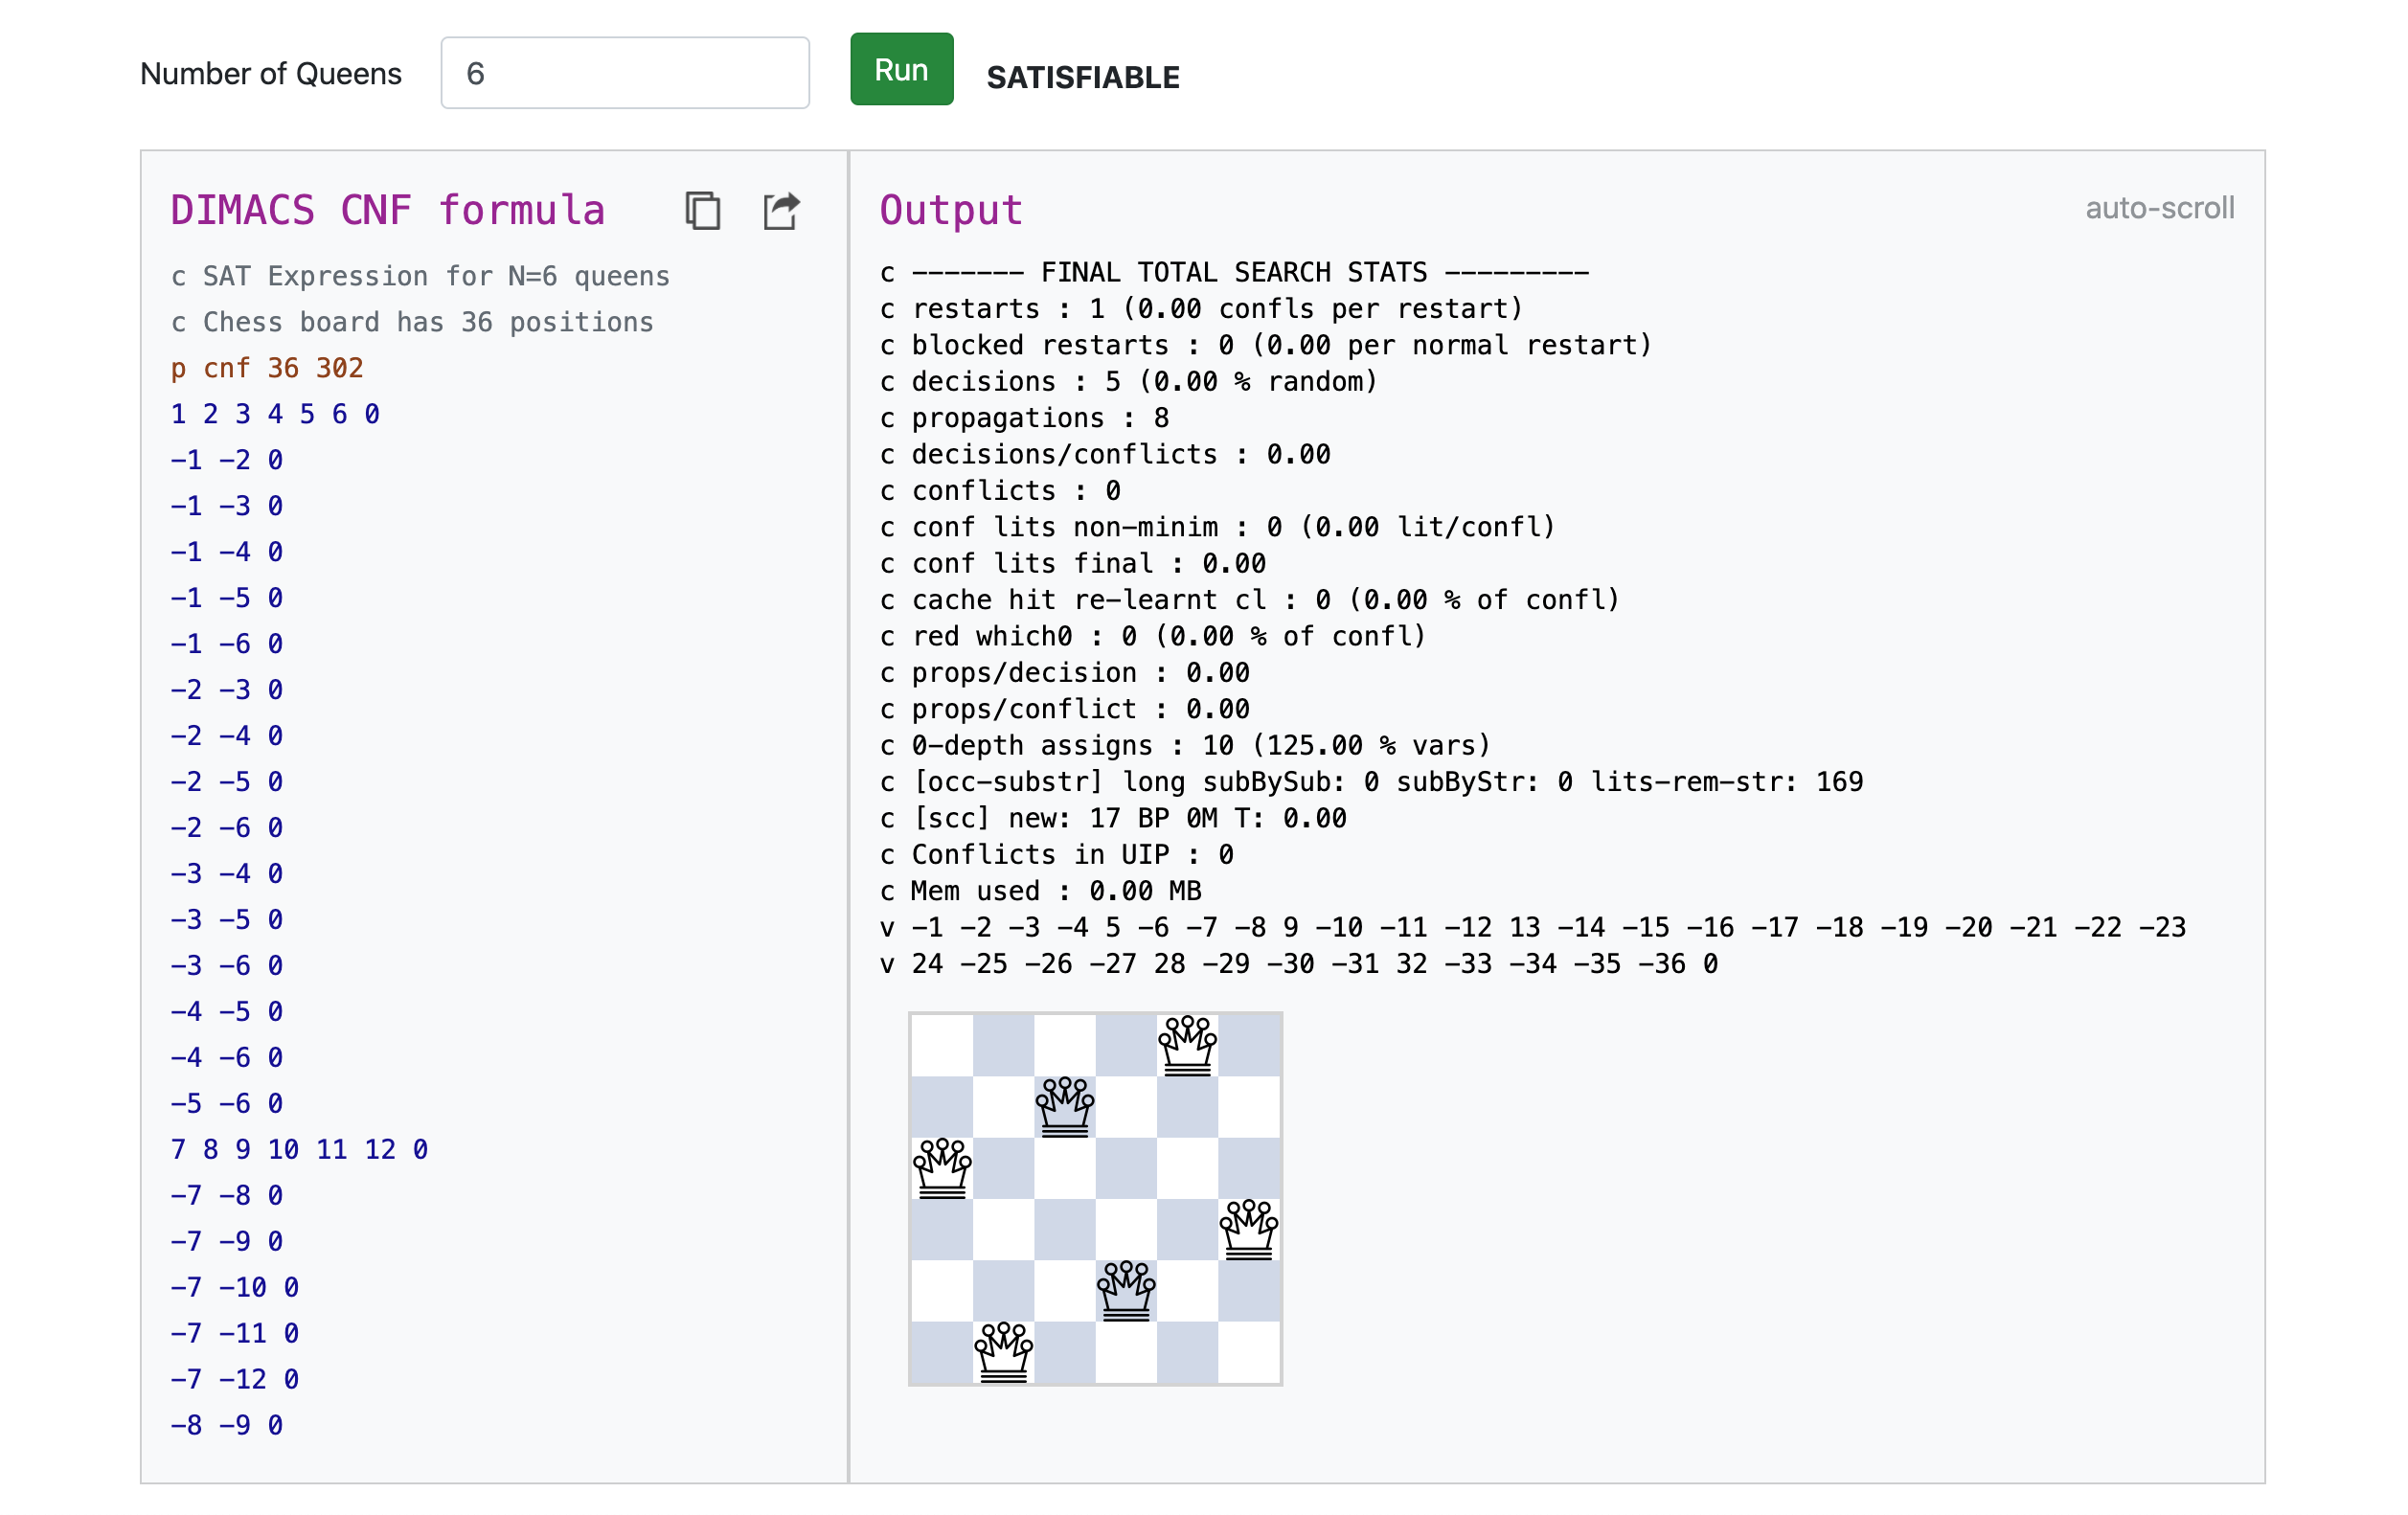 Number of Queens 6 Run SATISFIABLE
DIMACS CNF formula
c SAT Expression for N=6 queens
c Chess board has 36 positions
p cnf 36 302
1 2 3 4 5 6 0
-1 -2 0
-1 -3 0
-1 -4 0
-1 -5 0
-1 -6 0
-2 -3 0
-2 -4 0
-2 -5 0
-2 -6 0
-3 -4 0
-3 -5 0
-3 -6 0
-4 -5 0
-4 -6 0
-5 -6 0
7 8 9 10 11 12 0
-7 -8 0
-7 -9 0
-7 -10 0
-7 -11 0
-7 -12 0
-8 -9 0
Output auto-scroll
c ------- FINAL TOTAL SEARCH STATS ---------
c restarts : 1 (0.00 confls per restart)
c blocked restarts : 0 (0.00 per normal restart)
c decisions : 5 (0.00 % random)
c propagations : 8
c decisions/conflicts : 0.00
c conflicts : 0
c conf lits non-minim : 0 (0.00 lit/confl)
c conf lits final : 0.00
c cache hit re-learnt cl : 0 (0.00 % of confl)
c red which0 : 0 (0.00 % of confl)
c props/decision : 0.00
c props/conflict : 0.00
c 0-depth assigns : 10 (125.00 % vars)
c [occ-substr] long subBySub: 0 subByStr: 0 lits-rem-str: 169
c [scc] new: 17 BP 0M T: 0.00
c Conflicts in UIP : 0
c Mem used : 0.00 MB
v -1 -2 -3 -4 5 -6 -7 -8 9 -10 -11 -12 13 -14 -15 -16 -17 -18 -19 -20 -21 -22 -23
v 24 -25 -26 -27 28 -29 -30 -31 32 -33 -34 -35 -36 0